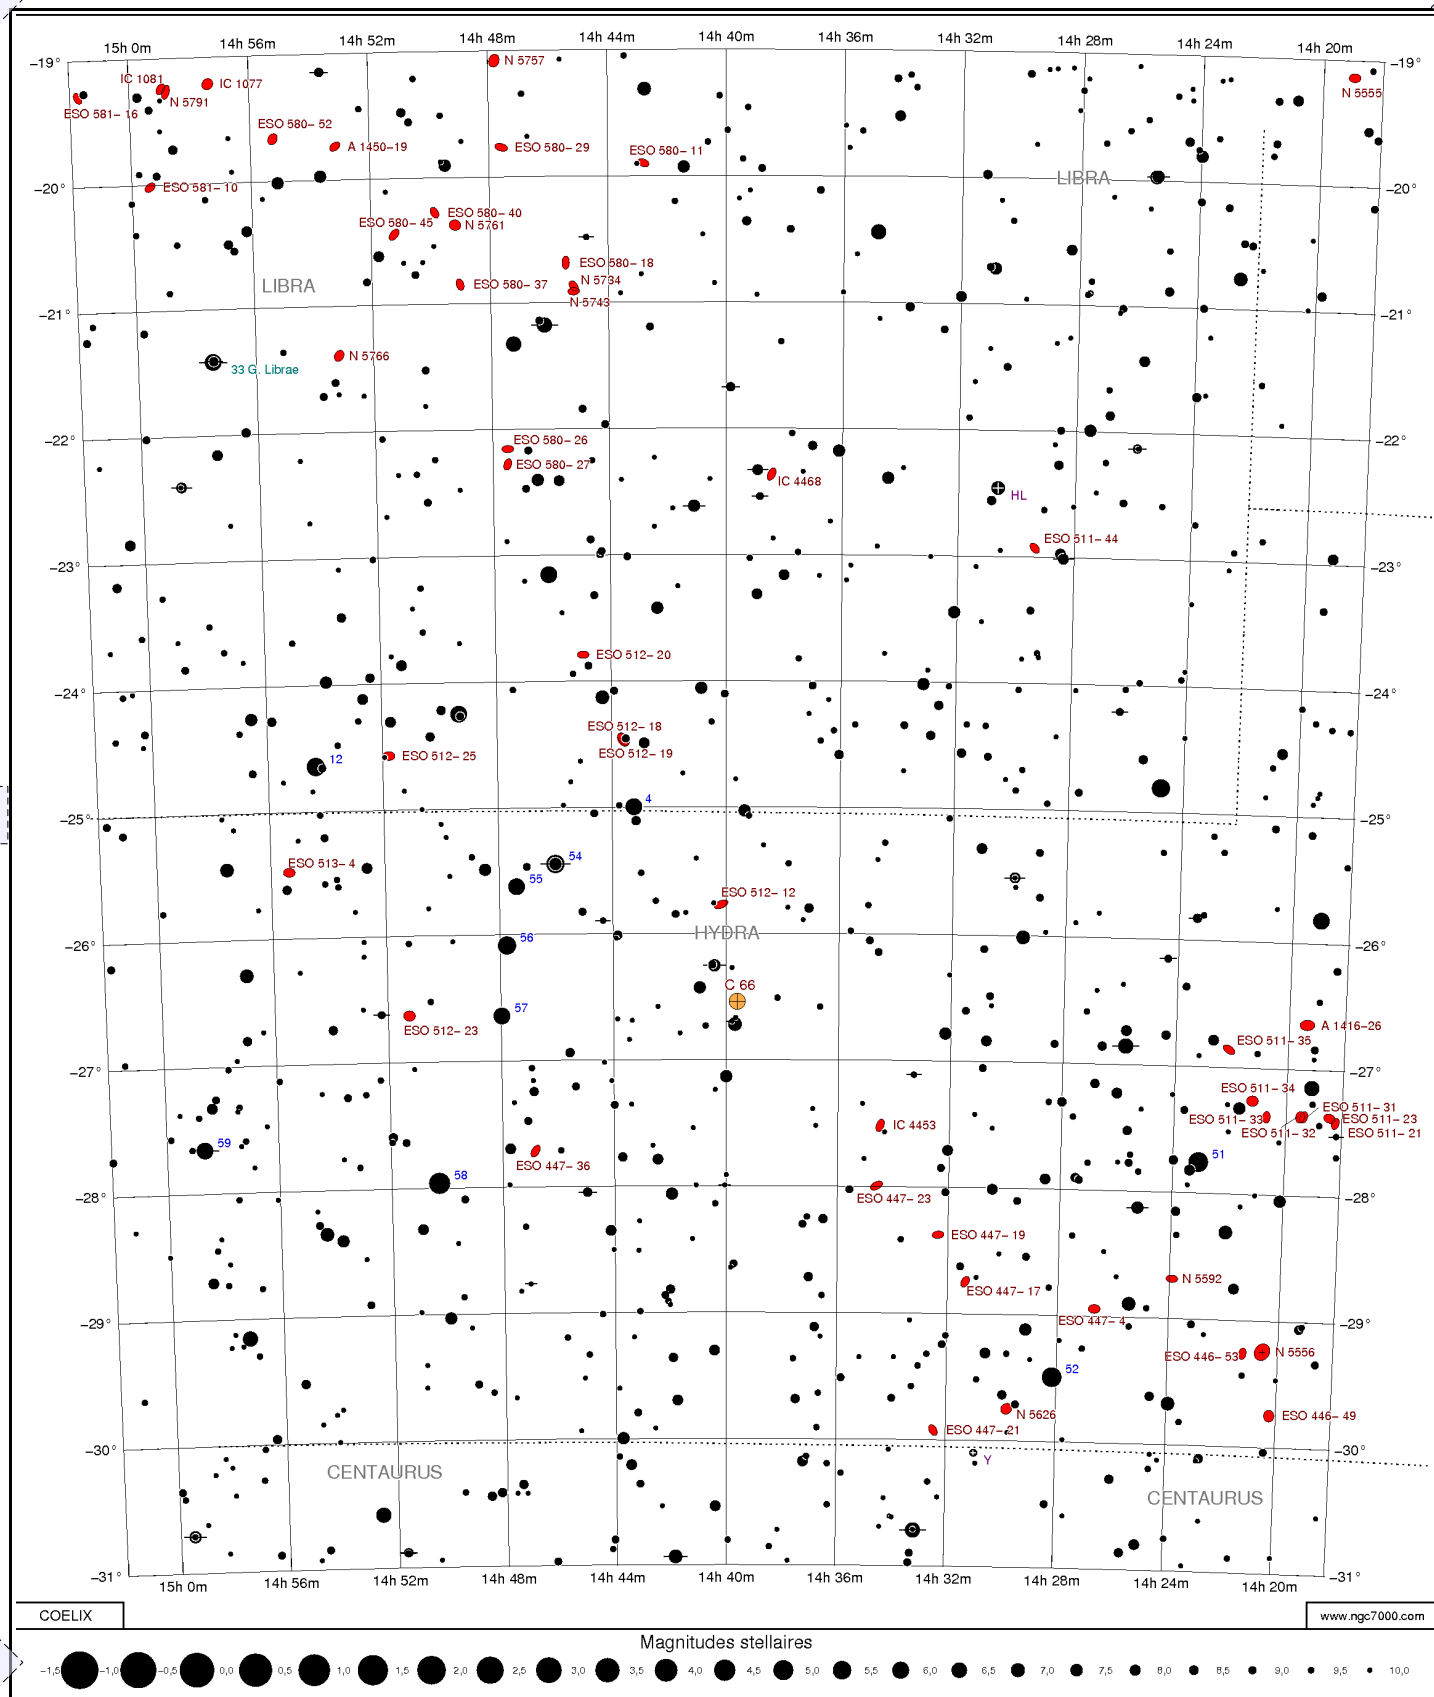 15h 0m 14h 56m 14h 52m 14h 48m 14h 44m 14h 40m 14h 36m 14h 32m 14h 28m 14h 24m 14h 20m
−19° N 5757 −19°
IC 1081 IC 1077 N 5555
N 5791
ESO 581− 16
ESO 580− 52
A 1450−19 ESO 580− 29 ESO 580− 11
LIBRA
−20° ESO 581− 10 −20°
ESO 580− 40
ESO 580− 45 N 5761
ESO 580− 18
LIBRA ESO 580− 37 N 5734
N 5743
−21° −21°
N 5766
33 G. Librae
−22° ESO 580− 26 −22°
ESO 580− 27
IC 4468
HL
ESO 511− 44
−23° −23°
ESO 512− 20
−24° −24°
ESO 512− 18
12 ESO 512− 25 ESO 512− 19
4
−25° −25°
54
ESO 513− 4 55
ESO 512− 12
HYDRA
−26° 56 −26°
C 66
57
ESO 512− 23 A 1416−26
ESO 511− 35
−27° −27°
ESO 511− 34
ESO 511− 31
ESO 511− 33 ESO 511− 23
IC 4453 ESO 511− 32 ESO 511− 21
59 51
ESO 447− 36
58
−28° ESO 447− 23 −28°
ESO 447− 19
N 5592
ESO 447− 17
−29° ESO 447− 4 −29°
ESO 446− 53 N 5556
52
N 5626 ESO 446− 49
ESO 447− 21
−30° −30°
Y
CENTAURUS
CENTAURUS
−31° −31°
15h 0m 14h 56m 14h 52m 14h 48m 14h 44m 14h 40m 14h 36m 14h 32m 14h 28m 14h 24m 14h 20m
COELIX www.ngc7000.com
Magnitudes stellaires
−1,5 −1,0 −0,5 0,0 0,5 1,0 1,5 2,0 2,5 3,0 3,5 4,0 4,5 5,0 5,5 6,0 6,5 7,0 7,5 8,0 8,5 9,0 9,5 10,0